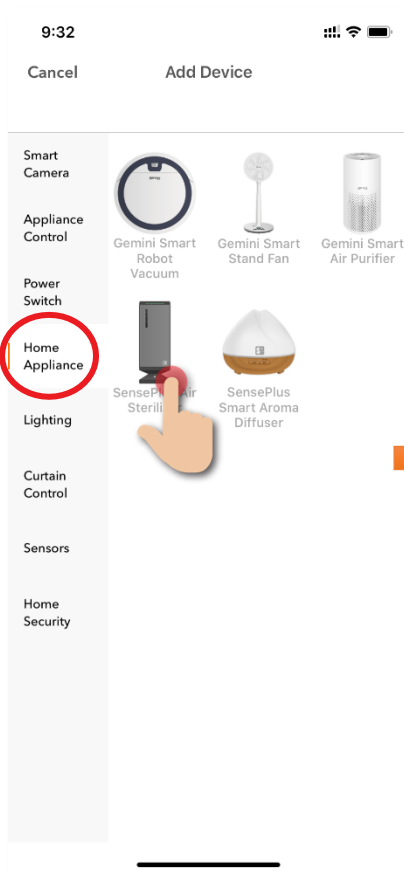 9:32
Cancel
Add Device
Smart
Camera
Appliance
Control
Power
Switch
Home
Appliance
Lighting
Curtain
Control
Sensors
Home
Security
Gemini Smart
Robot
Vacuum
Gemini Smart
Stand Fan
Gemini Smart
Air Purifier
Air
SensePlus
Smart Aroma
Diffuser